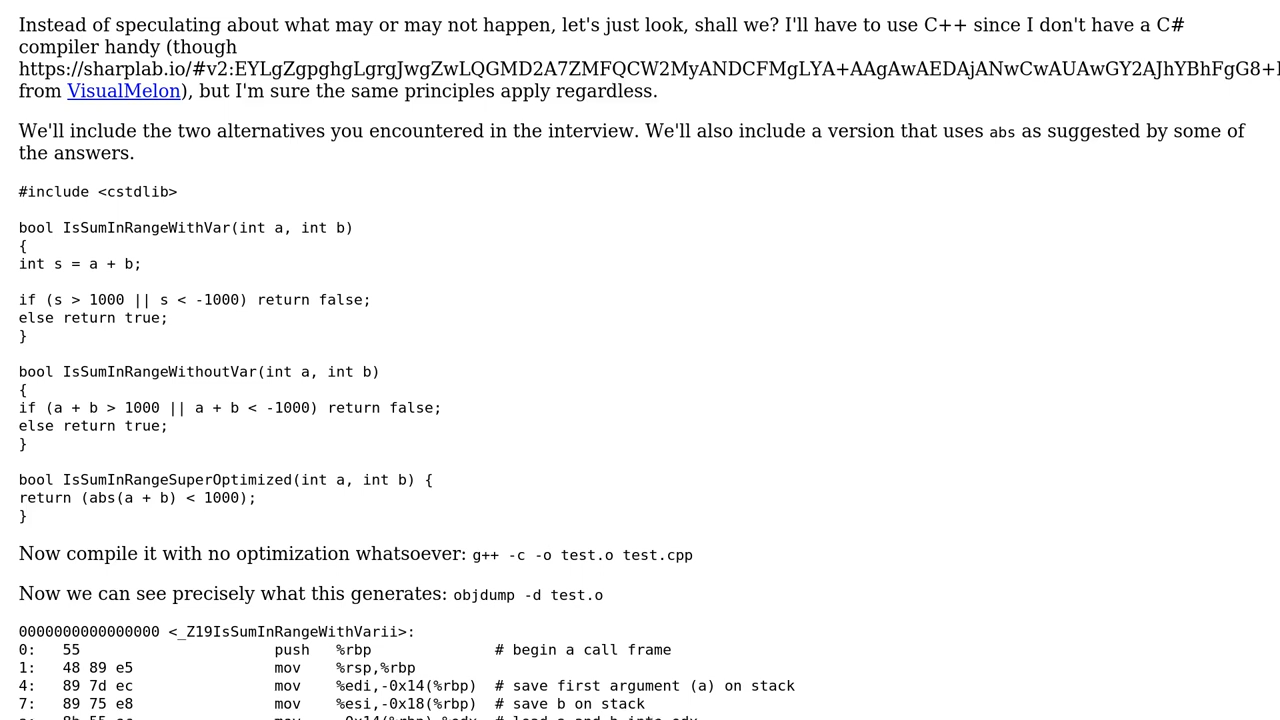 Instead of speculating about what may or may not happen, let's just look, shall we? I'll have to use C++ since I don't have a C#
compiler handy (though
https://sharplab.io/#v2:EYLgZgpghgLgrgJwgZwLQGMD2A7ZMFQCW2MyANDCFMgLYA+AAgAwAEDAjANwCwAUAwGY2AJhYBhFgG8+
from VisualMelon), but I'm sure the same principles apply regardless.
We'll include the two alternatives you encountered in the interview. We'll also include a version that uses abs as suggested by some of
the answers.
#include <cstdlib>
bool IsSumInRangeWithVar(int a, int b)
{
int s = a + b;
if (s > 1000 || s < -1000) return false;
else return true;
}
bool IsSumInRangeWithoutVar(int a, int b)
{
if (a + b > 1000 || a + b < -1000) return false;
else return true;
}
bool IsSumInRangeSuperOptimized(int a, int b) {
return (abs(a + b) < 1000);
}
Now compile it with no optimization whatsoever: g++ -c -o test.o test.cpp
Now we can see precisely what this generates: objdump -d test.o
0000000000000000 <_Z19IsSumInRangeWithVarii>:
0: 55 push %rbp # begin a call frame
1: 48 89 e5 mov %rsp,%rbp
4: 89 7d ec mov %edi,-0x14(%rbp) # save first argument (a) on stack
7: 89 75 e8 mov %esi,-0x18(%rbp) # save b on stack